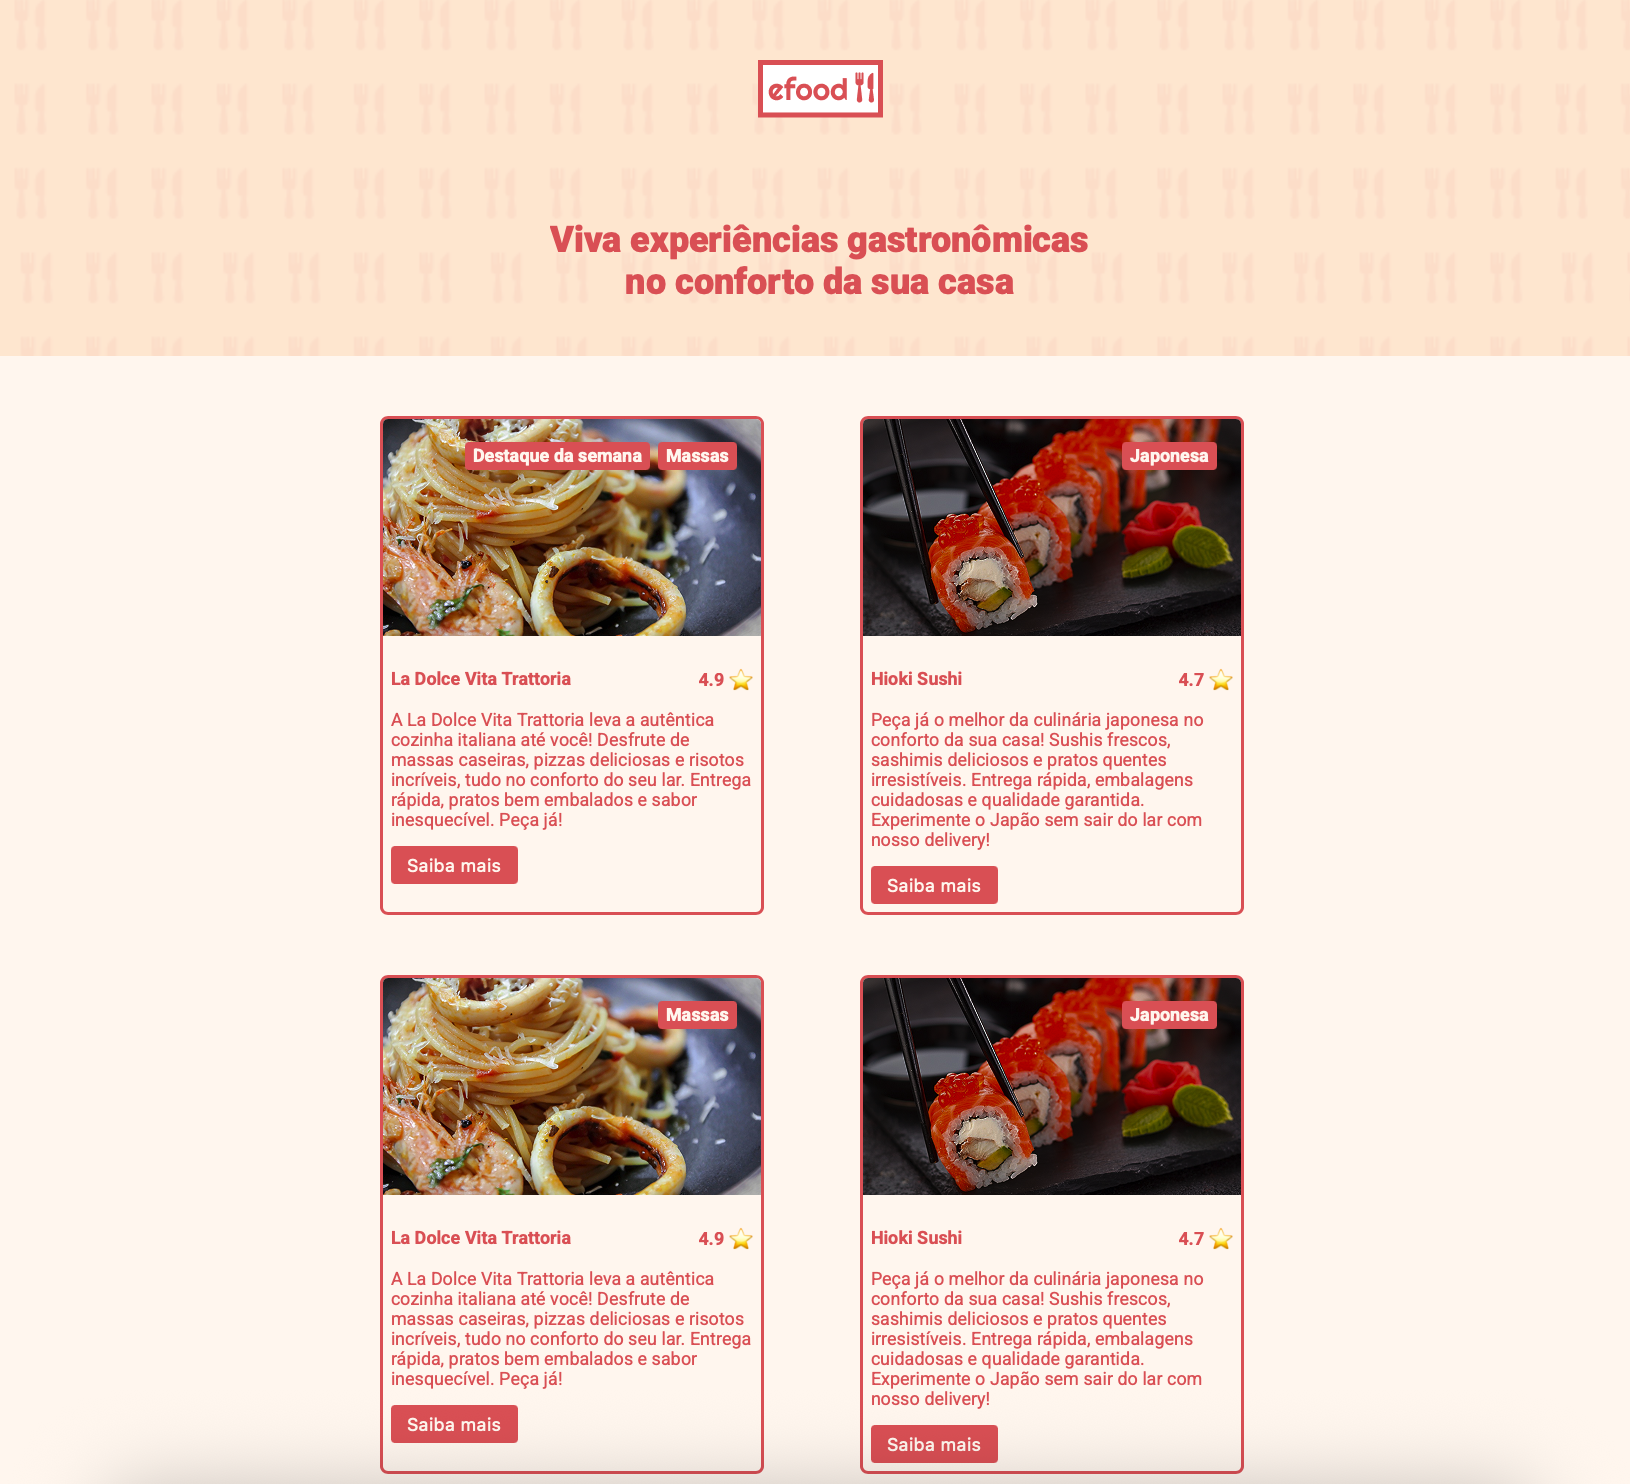 efood
Viva experiências gastronômicas
no conforto da sua casa
Destaque da semana
Massas
La Dolce Vita Trattoria
4.9
A La Dolce Vita Trattoria leva a autêntica
cozinha italiana até você! Desfrute de
massas caseiras, pizzas deliciosas e risotos
incríveis, tudo no conforto do seu lar. Entrega
rápida, pratos bem embalados e sabor
inesquecível. Peça já!
Saiba mais
Japonesa
Hioki Sushi
4.7
Peça já o melhor da culinária japonesa no
conforto da sua casa! Sushis frescos,
sashimis deliciosos e pratos quentes
irresistíveis. Entrega rápida, embalagens
cuidadosas e qualidade garantida.
Experimente o Japão sem sair do lar com
nosso delivery!
Saiba mais
Massas
La Dolce Vita Trattoria
4.9
A La Dolce Vita Trattoria leva a autêntica
cozinha italiana até você! Desfrute de
massas caseiras, pizzas deliciosas e risotos
incríveis, tudo no conforto do seu lar. Entrega
rápida, pratos bem embalados e sabor
inesquecível. Peça já!
Saiba mais
Japonesa
Hioki Sushi
4.7
Peça já o melhor da culinária japonesa no
conforto da sua casa! Sushis frescos,
sashimis deliciosos e pratos quentes
irresistíveis. Entrega rápida, embalagens
cuidadosas e qualidade garantida.
Experimente o Japão sem sair do lar com
nosso delivery!
Saiba mais